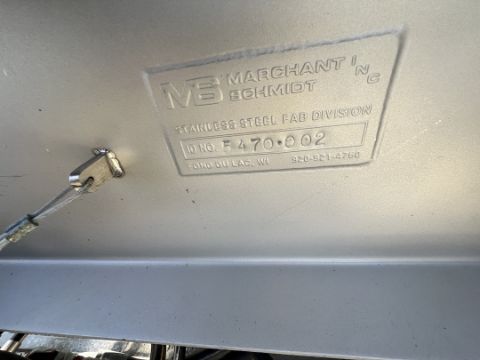 MS MARCHANT INC
SCHMIDT
STAINLESS STEEL FAB DIVISION
ID NO. F470-002
FOND DU LAC, WI 920-921-4760